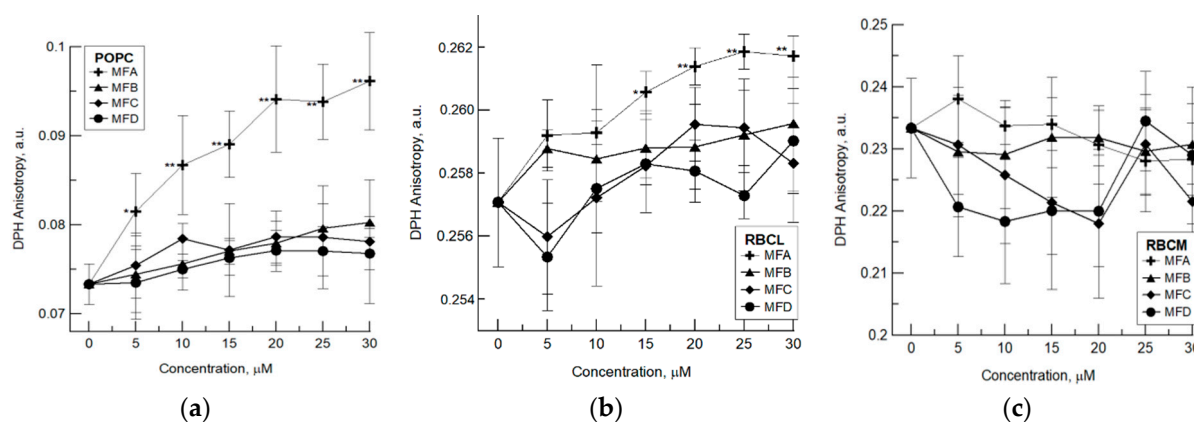 0.1
0.09
0.08
0.07
DPH Anisotropy, a.u.
POPC
MFA
MFB
MFC
MFD
*
**
**
**
**
**
0 5 10 15 20 25 30
Concentration, μM
(a)
0.262
0.260
0.258
0.256
0.254
DPH Anisotropy, a.u.
*
**
**
**
RBCL
MFA
MFB
MFC
MFD
0 5 10 15 20 25 30
Concentration, μM
(b)
0.25
0.24
0.23
0.22
0.21
0.2
DPH Anisotropy, a.u.
RBCM
MFA
MFB
MFC
MFD
0 5 10 15 20 25 30
Concentration, μM
(c)